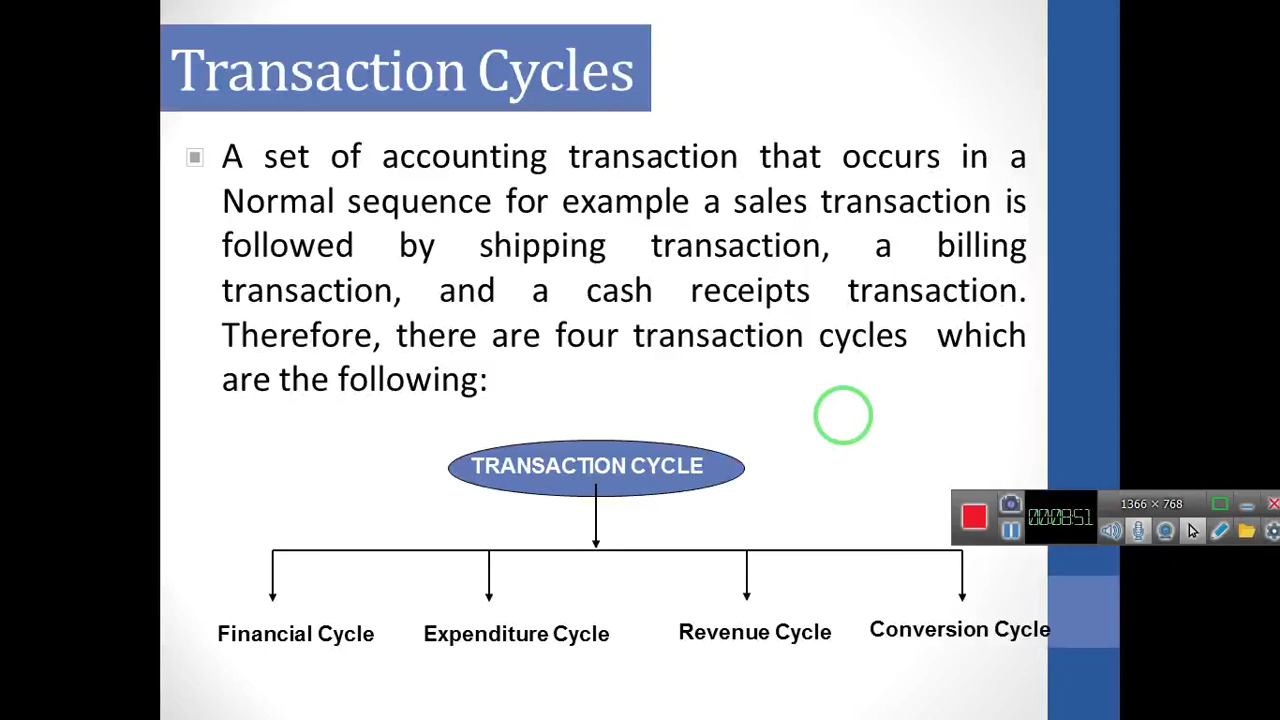 Transaction Cycles
A set of accounting transaction that occurs in a
Normal sequence for example a sales transaction is
followed by shipping transaction, a billing
transaction, and a cash receipts transaction.
Therefore, there are four transaction cycles which
are the following:
TRANSACTION CYCLE
1366 × 768
000851
Financial Cycle
Expenditure Cycle
Revenue Cycle
Conversion Cycle